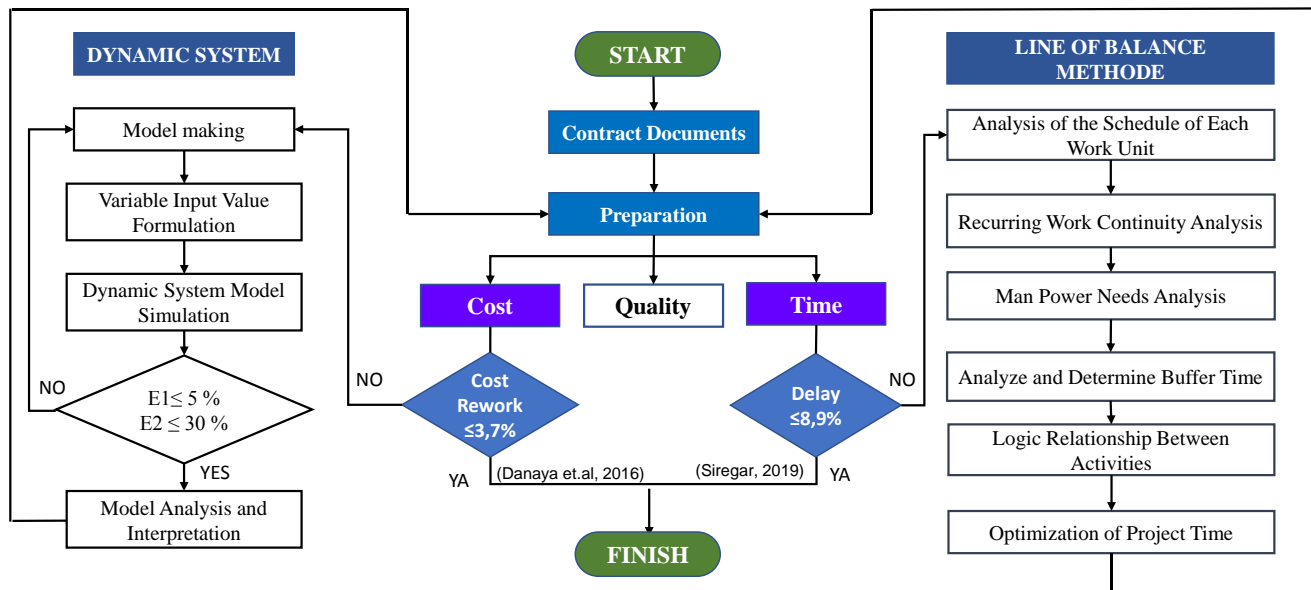 DYNAMIC SYSTEM
Model making
Variable Input Value
Formulation
Dynamic System Model
Simulation
NO
E1≤ 5 %
E2 ≤ 30 %
YES
Model Analysis and
Interpretation
START
Contract Documents
Preparation
Cost
Quality
Time
NO
Cost
Rework
≤3,7%
Delay
≤8,9%
NO
YA
(Danaya et.al, 2016)
(Siregar, 2019)
YA
FINISH
LINE OF BALANCE
METHODE
Analysis of the Schedule of Each
Work Unit
Recurring Work Continuity Analysis
Man Power Needs Analysis
Analyze and Determine Buffer Time
Logic Relationship Between
Activities
Optimization of Project Time